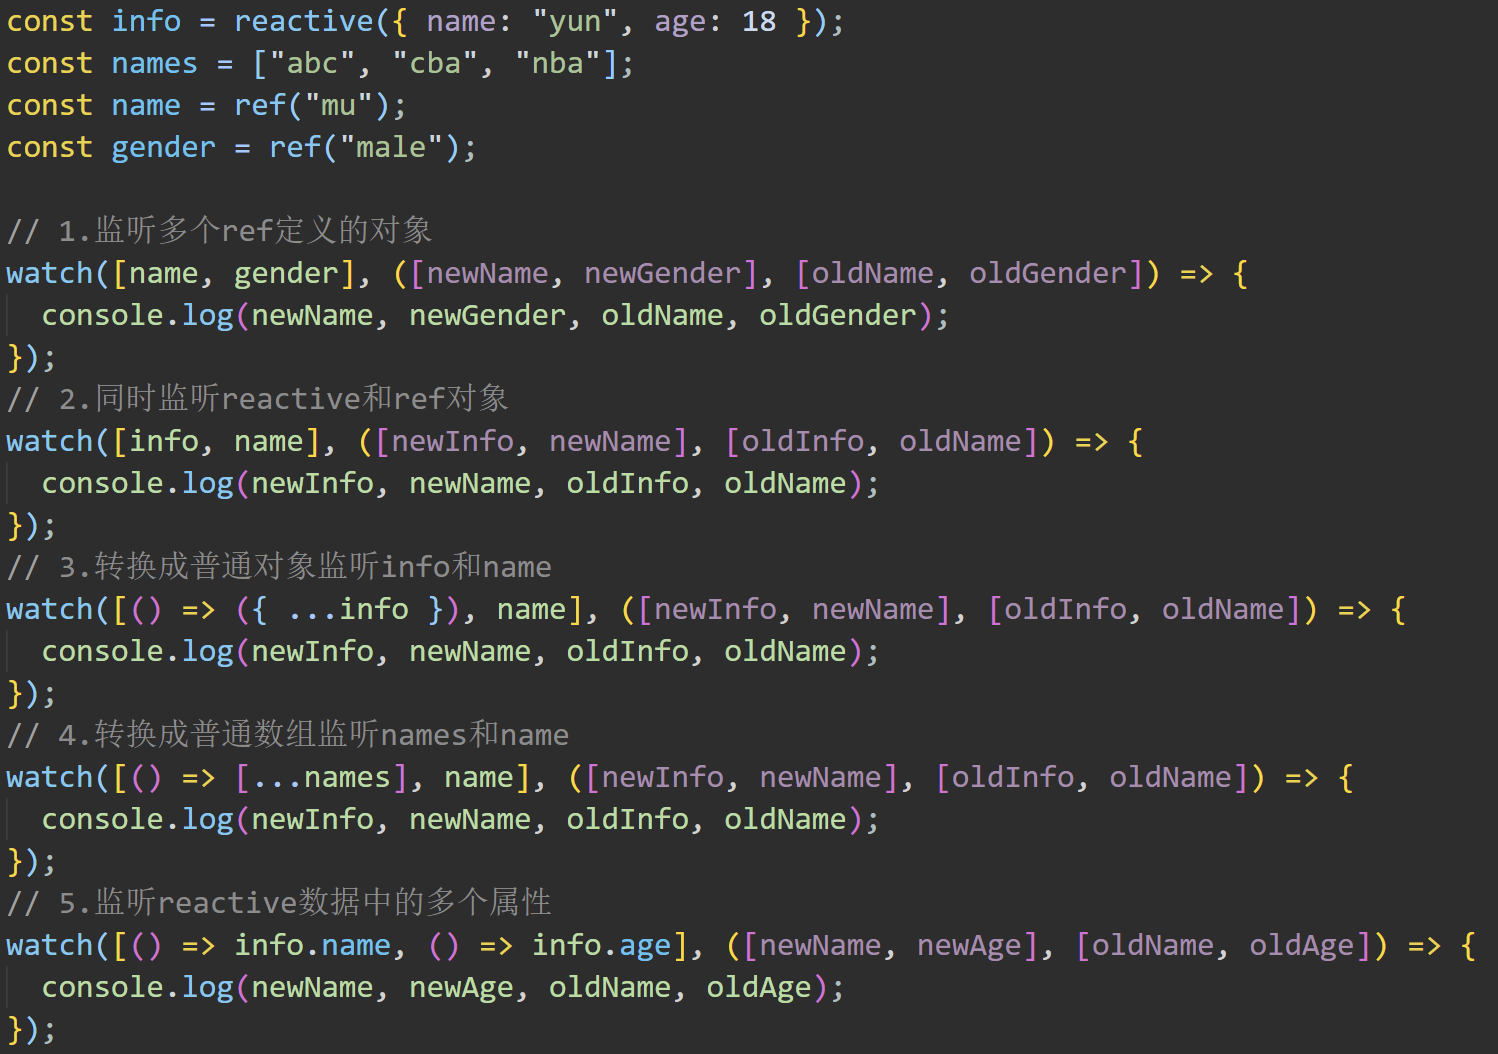 const info = reactive({ name: "yun", age: 18 });
const names = ["abc", "cba", "nba"];
const name = ref("mu");
const gender = ref("male");

// 1.监听多个ref定义的对象
watch([name, gender], ([newName, newGender], [oldName, oldGender]) => {
  console.log(newName, newGender, oldName, oldGender);
});
// 2.同时监听reactive和ref对象
watch([info, name], ([newInfo, newName], [oldInfo, oldName]) => {
  console.log(newInfo, newName, oldInfo, oldName);
});
// 3.转换成普通对象监听info和name
watch([() => ({ ...info }), name], ([newInfo, newName], [oldInfo, oldName]) => {
  console.log(newInfo, newName, oldInfo, oldName);
});
// 4.转换成普通数组监听names和name
watch([() => [...names], name], ([newInfo, newName], [oldInfo, oldName]) => {
  console.log(newInfo, newName, oldInfo, oldName);
});
// 5.监听reactive数据中的多个属性
watch([() => info.name, () => info.age], ([newName, newAge], [oldName, oldAge]) => {
  console.log(newName, newAge, oldName, oldAge);
});